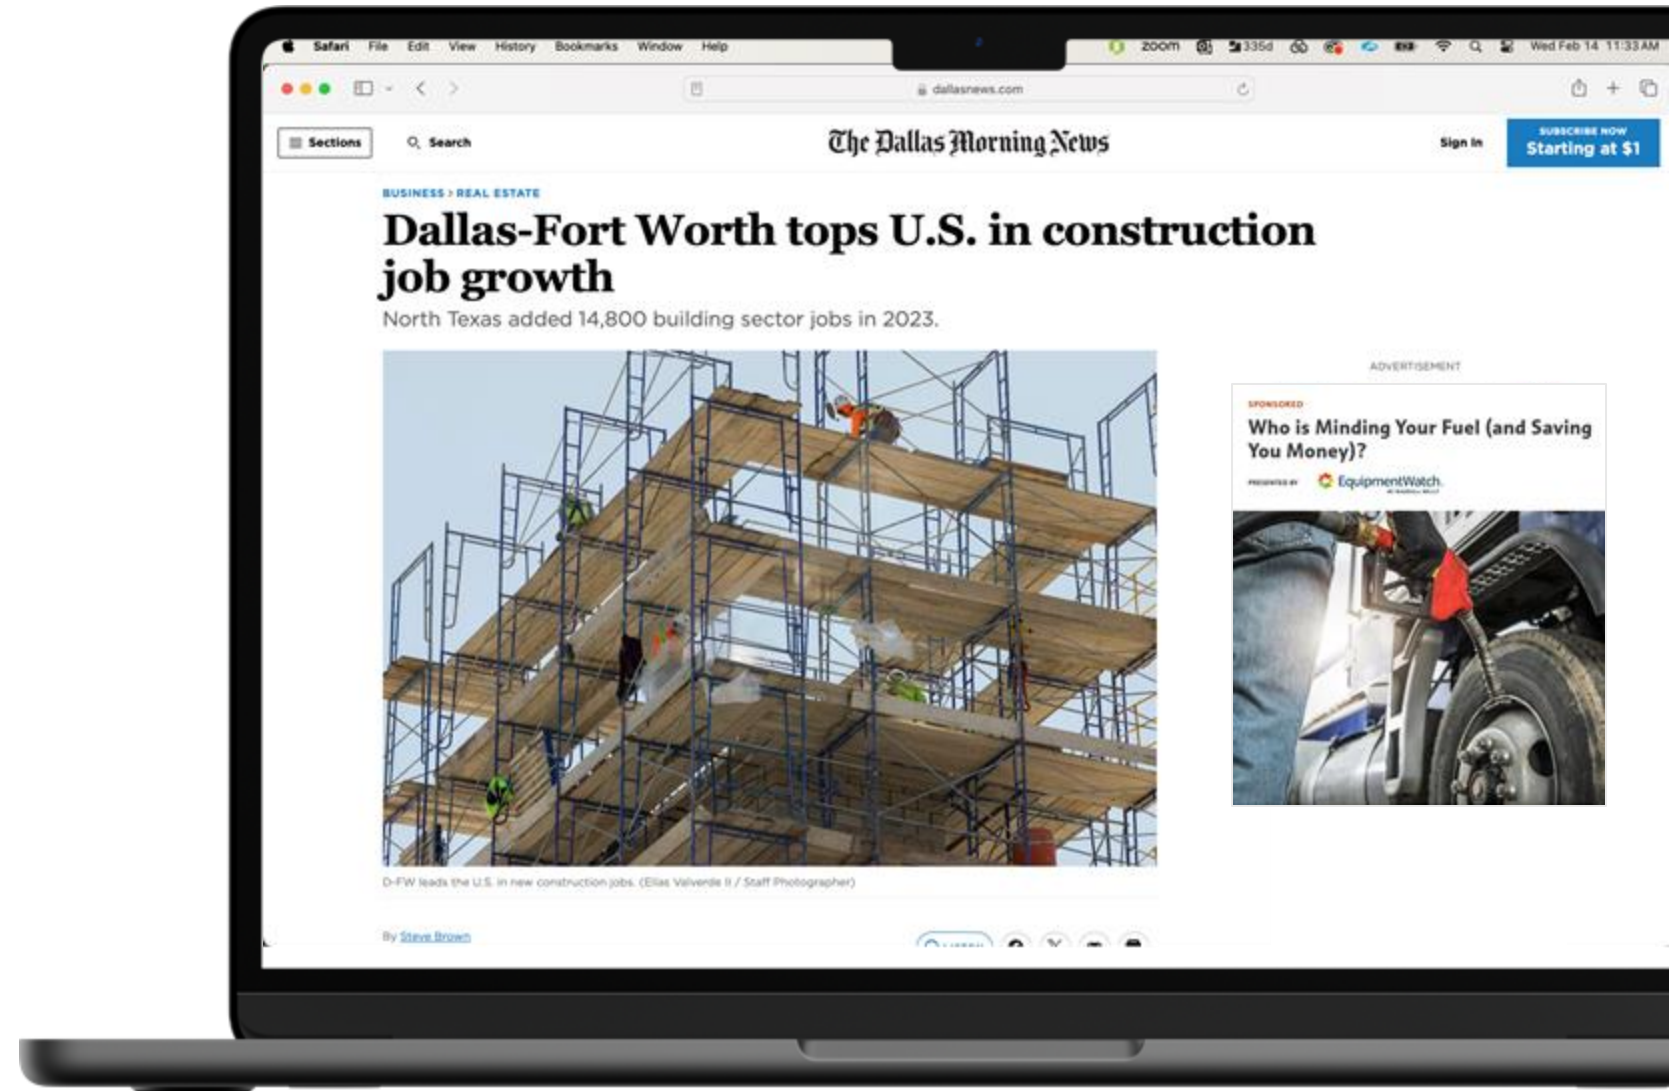 Safari File Edit View History Bookmarks Window Help zoom 335d Wed Feb 14 11:33 AM
dallasnews.com
Sections Search The Dallas Morning News Sign In SUBSCRIBE NOW
Starting at $1
BUSINESS > REAL ESTATE
Dallas-Fort Worth tops U.S. in construction
job growth
North Texas added 14,800 building sector jobs in 2023.
ADVERTISEMENT
SPONSORED
Who is Minding Your Fuel (and Saving
You Money)?
PRESENTED BY EquipmentWatch.
D-FW leads the U.S. in new construction jobs. (Elias Valverde II / Staff Photographer)
By Steve Brown
LISTEN